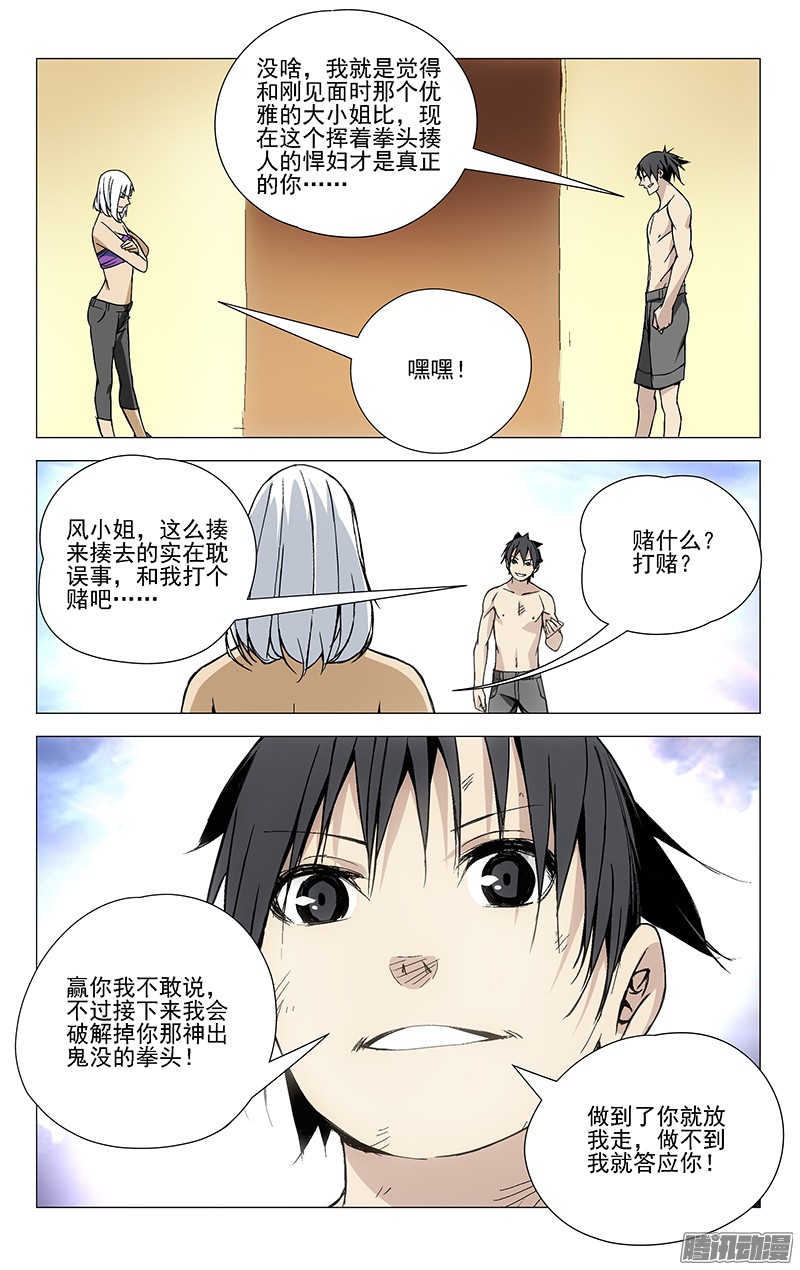 没啥，我就是觉得
和刚见面时那个优
雅的大小姐比，现
在这个挥着拳头揍
人的悍妇才是真正
的你……
嘿嘿！
风小姐，这么揍
来揍去的实在耽
误事，和我打个
赌吧……
赌什么？
打赌？
赢你我不敢说，
不过接下来我会
破解掉你那神出
鬼没的拳头！
做到了你就放
我走，做不到
我就答应你！
腾讯动漫